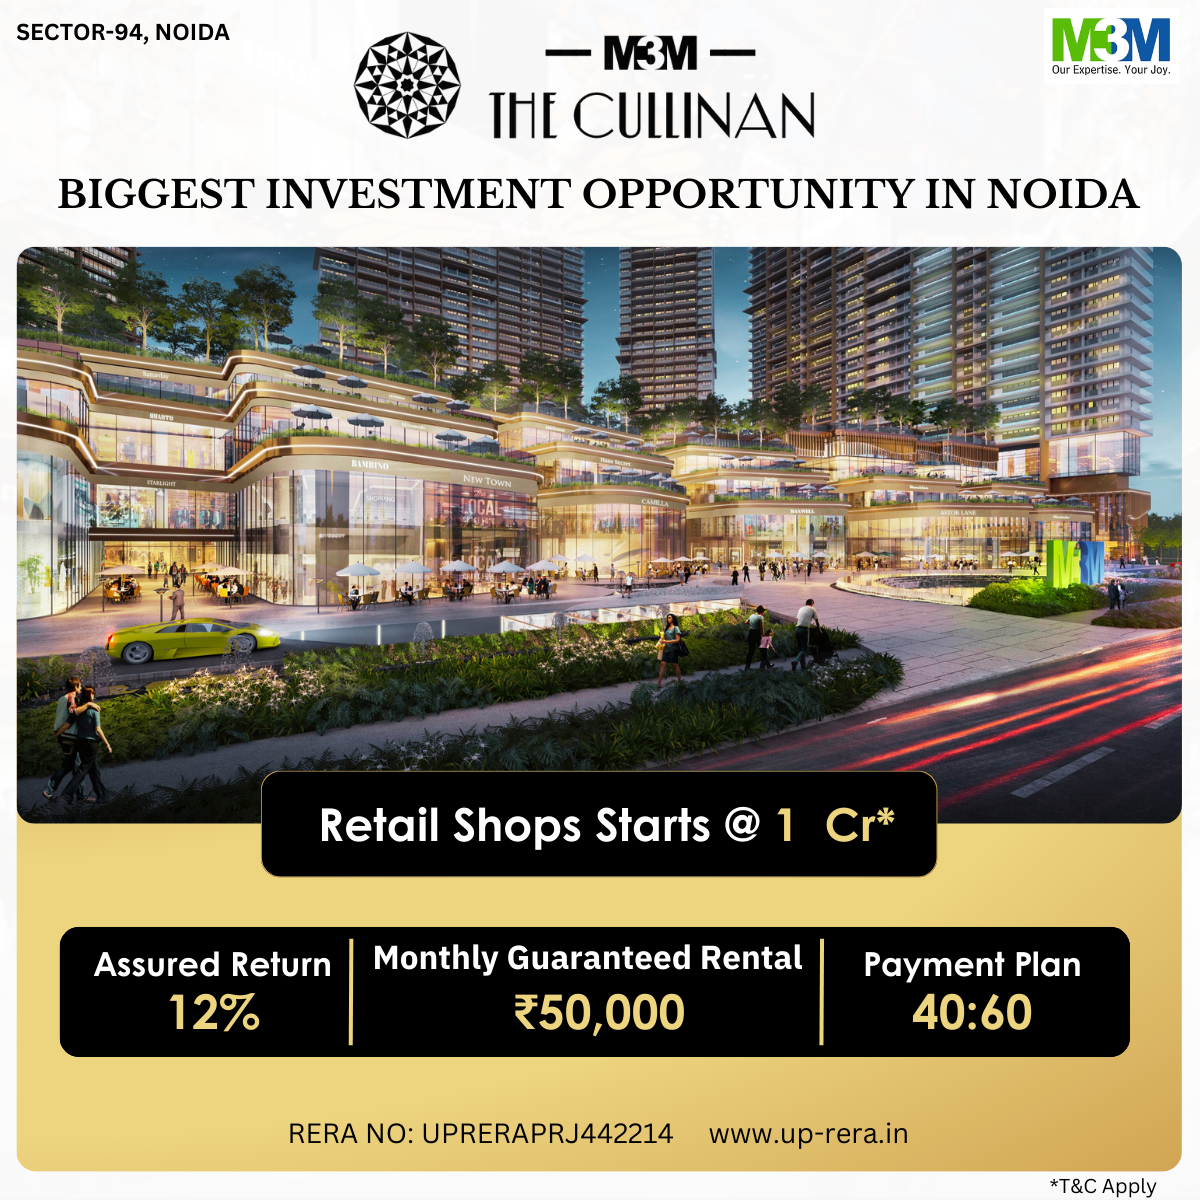 SECTOR-94, NOIDA
M3M
THE CULLINAN
M3M
Our Expertise. Your Joy.
BIGGEST INVESTMENT OPPORTUNITY IN NOIDA
QUARTO
STARLIGHT
BAMBINO
NEW TOWN
SHOPPING
LOCAL
CAMELLA
MAXWELL
ASTOR LANE
M3M
Retail Shops Starts @ 1 Cr*
Assured Return
12%
Monthly Guaranteed Rental
₹50,000
Payment Plan
40:60
RERA NO: UPRERAPRJ442214 www.up-rera.in
*T&C Apply